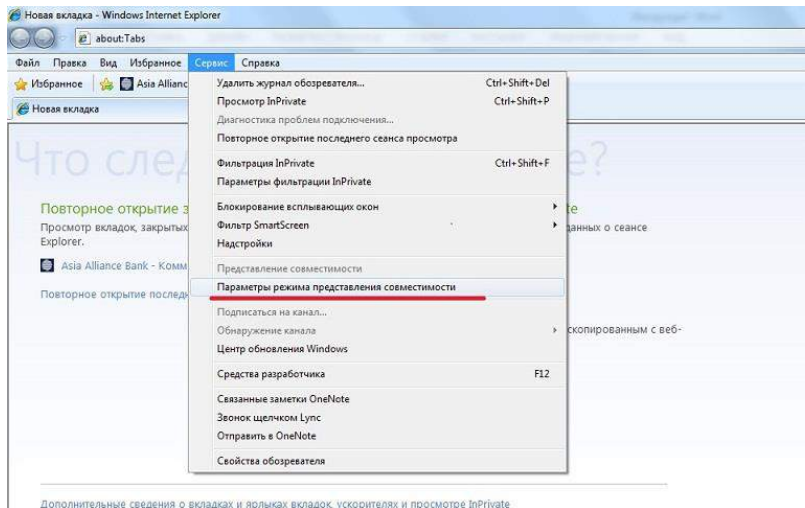 Новая вкладка - Windows Internet Explorer
about:Tabs
Файл Правка Вид Избранное Сервис Справка
Избранное Asia Allianc
Новая вкладка
Удалить журнал обозревателя... Ctrl+Shift+Del
Просмотр InPrivate Ctrl+Shift+P
Диагностика проблем подключения...
Повторное открытие последнего сеанса просмотра
Фильтрация InPrivate Ctrl+Shift+F
Параметры фильтрации InPrivate
Блокирование всплывающих окон
Фильтр SmartScreen
Надстройки
Представление совместимости
Параметры режима представления совместимости
Подписаться на канал...
Обнаружение канала
Центр обновления Windows
Средства разработчика F12
Связанные заметки OneNote
Звонок щелчком Lync
Отправить в OneNote
Свойства обозревателя
Что след е?
Повторное открытие з te
Просмотр вкладок, закрытых данных о сеансе
Explorer.
Asia Alliance Bank - Комм
Повторное открытие последн
скопированным с веб-
Дополнительные сведения о вкладках и ярлыках вкладок, ускорителях и просмотре InPrivate